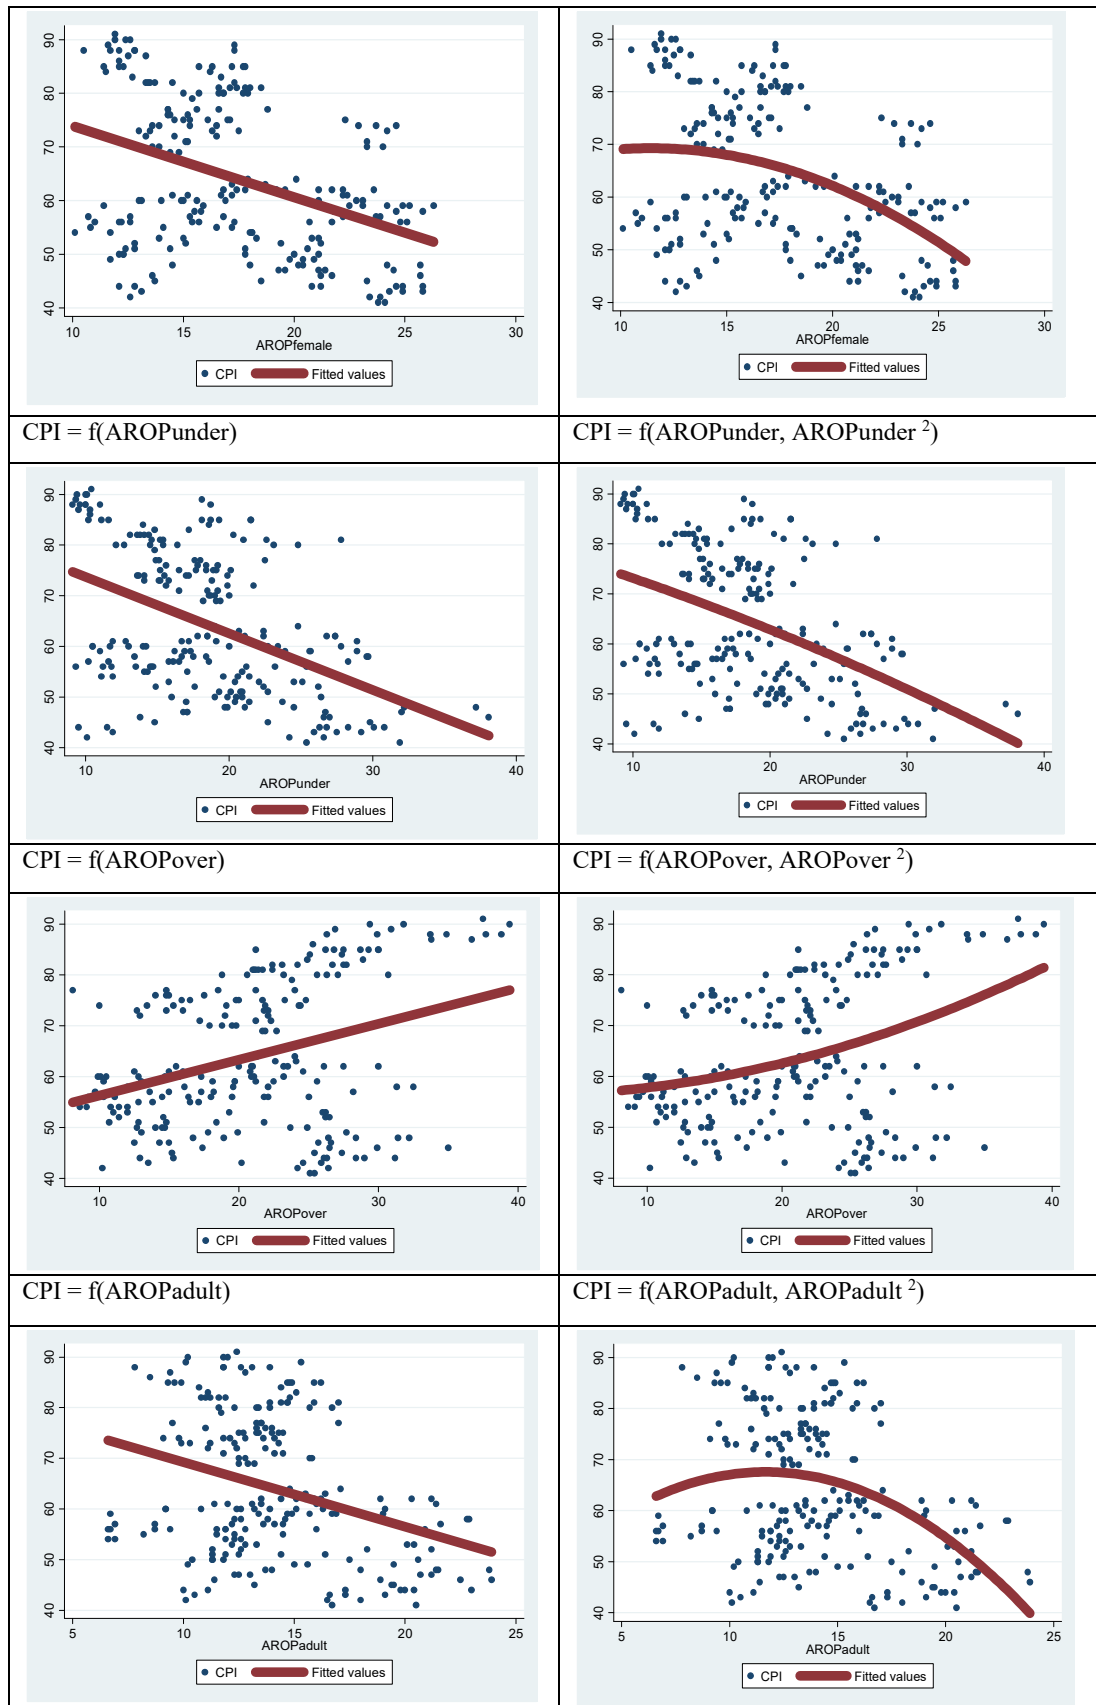 90
80
70
60
50
40
10 15 20 25 30
AROPfemale
CPI Fitted values
90
80
70
60
50
40
10 15 20 25 30
AROPfemale
CPI Fitted values
CPI = f(AROPunder)
CPI = f(AROPunder, AROPunder ²)
90
80
70
60
50
40
10 20 30 40
AROPunder
CPI Fitted values
90
80
70
60
50
40
10 20 30 40
AROPunder
CPI Fitted values
CPI = f(AROPover)
CPI = f(AROPover, AROPover ²)
90
80
70
60
50
40
10 20 30 40
AROPover
CPI Fitted values
90
80
70
60
50
40
10 20 30 40
AROPover
CPI Fitted values
CPI = f(AROPadult)
CPI = f(AROPadult, AROPadult ²)
90
80
70
60
50
40
5 10 15 20 25
AROPadult
CPI Fitted values
90
80
70
60
50
40
5 10 15 20 25
AROPadult
CPI Fitted values